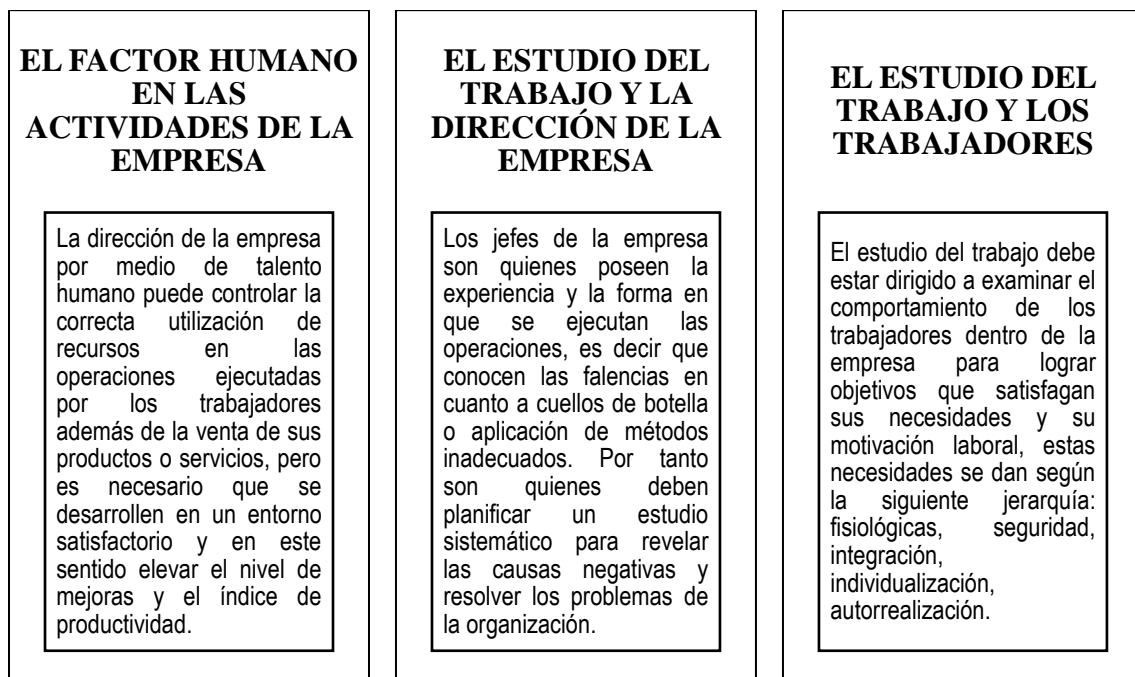 EL FACTOR HUMANO
EN LAS
ACTIVIDADES DE LA
EMPRESA
La dirección de la empresa
por medio de talento
humano puede controlar la
correcta utilización de
recursos en las
operaciones ejecutadas
por los trabajadores
además de la venta de sus
productos o servicios, pero
es necesario que se
desarrollen en un entorno
satisfactorio y en este
sentido elevar el nivel de
mejoras y el índice de
productividad.
EL ESTUDIO DEL
TRABAJO Y LA
DIRECCIÓN DE LA
EMPRESA
Los jefes de la empresa
son quienes poseen la
experiencia y la forma en
que se ejecutan las
operaciones, es decir que
conocen las falencias en
cuanto a cuellos de botella
o aplicación de métodos
inadecuados. Por tanto
son quienes deben
planificar un estudio
sistemático para revelar
las causas negativas y
resolver los problemas de
la organización.
EL ESTUDIO DEL
TRABAJO Y LOS
TRABAJADORES
El estudio del trabajo debe
estar dirigido a examinar el
comportamiento de los
trabajadores dentro de la
empresa para lograr
objetivos que satisfagan
sus necesidades y su
motivación laboral, estas
necesidades se dan según
la siguiente jerarquía:
fisiológicas, seguridad,
integración,
individualización,
autorrealización.